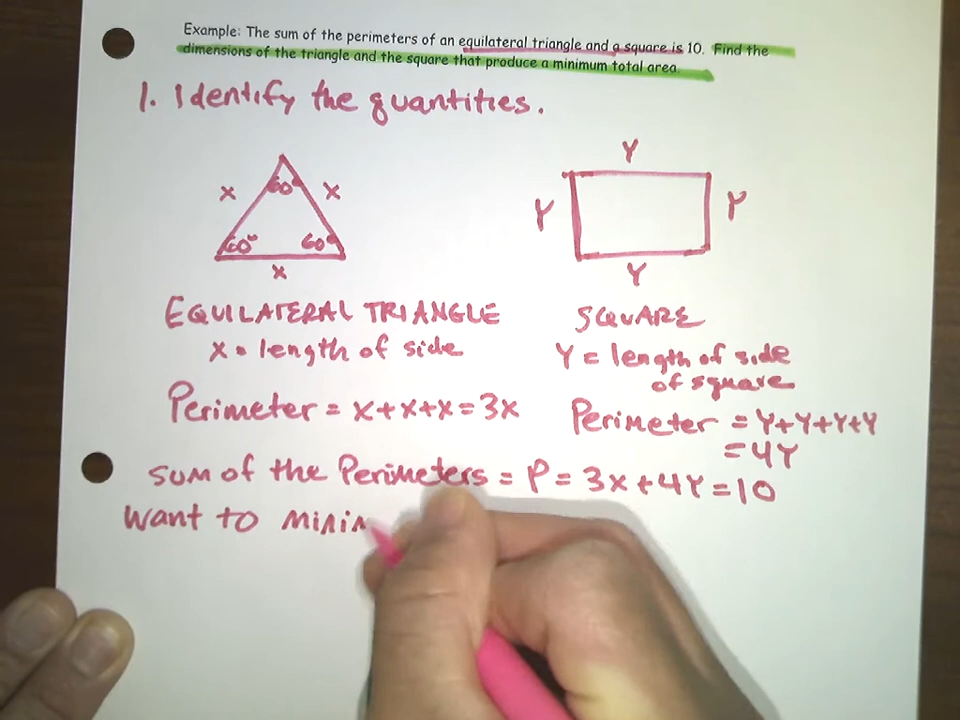 Example: The sum of the perimeters of an equilateral triangle and a square is 10. Find the
dimensions of the triangle and the square that produce a minimum total area.
1. Identify the quantities.
x x
60° 60° 60°
x
Y
Y Y
Y
EQUILATERAL TRIANGLE
x = length of side
Perimeter = x+x+x=3x
SQUARE
Y = length of side
of square
Perimeter = Y+Y+Y+Y
=4Y
Sum of the Perimeters = P = 3x+4Y=10
Want to minim